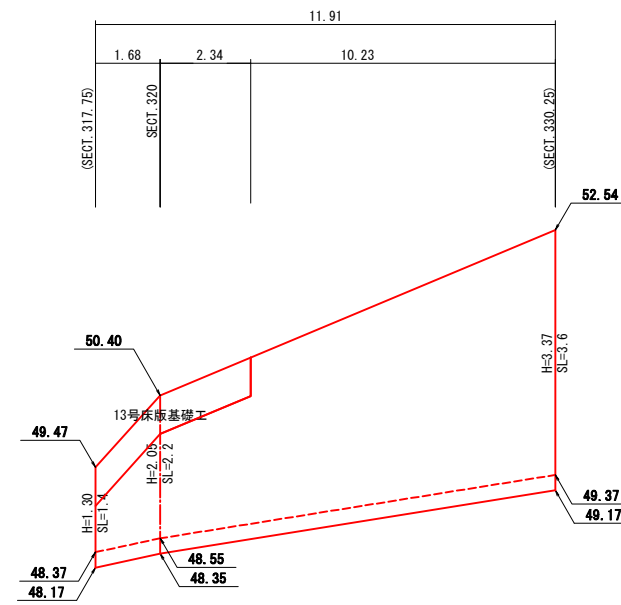 11.91
1.68
2.34
10.23
(SECT.317.75)
SECT.320
(SECT.330.25)
52.54
50.40
H=3.37
SL=3.6
13号床版基礎工
49.47
H=2.05
SL=2.2
H=1.30
SL=1.4
49.37
49.17
48.55
48.35
48.37
48.17